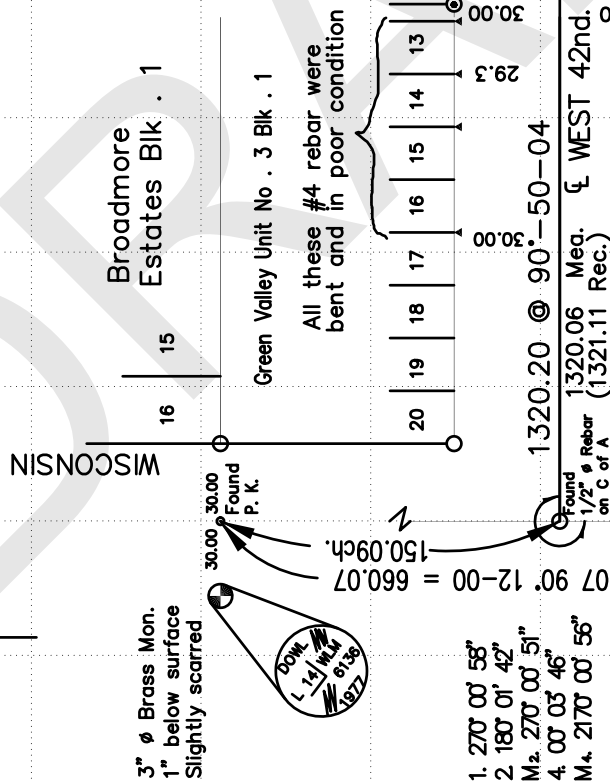 Broadmore
Estates Blk . 1
15
16
WISCONSIN
Green Valley Unit No . 3 Blk . 1
All these #4 rebar were
bent and in poor condition
13
14
15
16
17
18
19
20
30.00
29.3
30.00
1320.20 @ 90°-50-04
1320.06 Mea.
(1321.11 Rec.)
℄ WEST 42nd.
Found
1/2" ø Rebar
on C of A
30.00
30.00
Found
P. K.
N
150.09ch.
07 90° 12-00 = 660.07
3" ø Brass Mon.
1" below surface
Slightly scarred
DOWL
L 14 WLM
6136
1977
1. 270° 00' 58"
2. 180° 01' 42"
M2. 270° 00' 51"
4. 00° 03' 46"
M4. 2170° 00' 56"